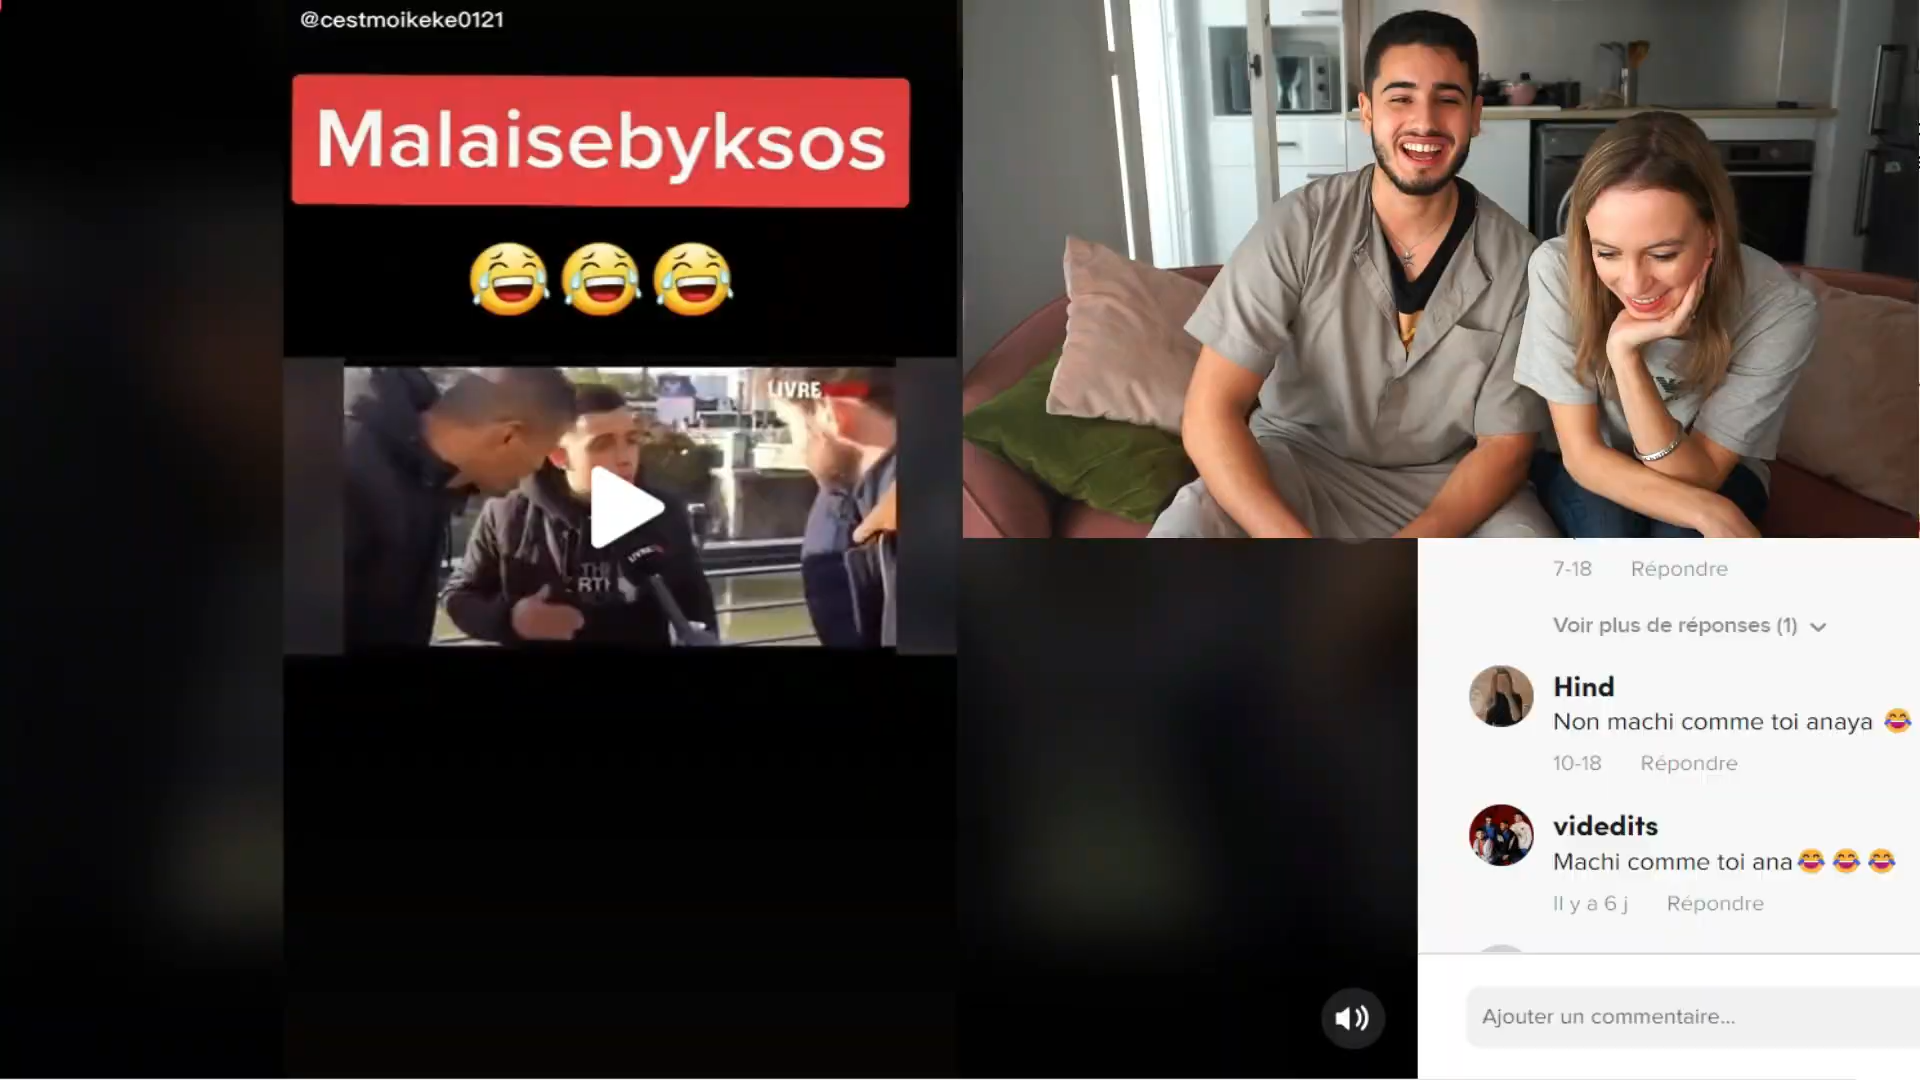 @cestmoikeke0121
Malaisebyksos
LIVRE
LIVRE
7-18 Répondre
Voir plus de réponses (1)
Hind
Non machi comme toi anaya 😂
10-18 Répondre
videdits
Machi comme toi ana😂😂😂
Il y a 6 j Répondre
Ajouter un commentaire...